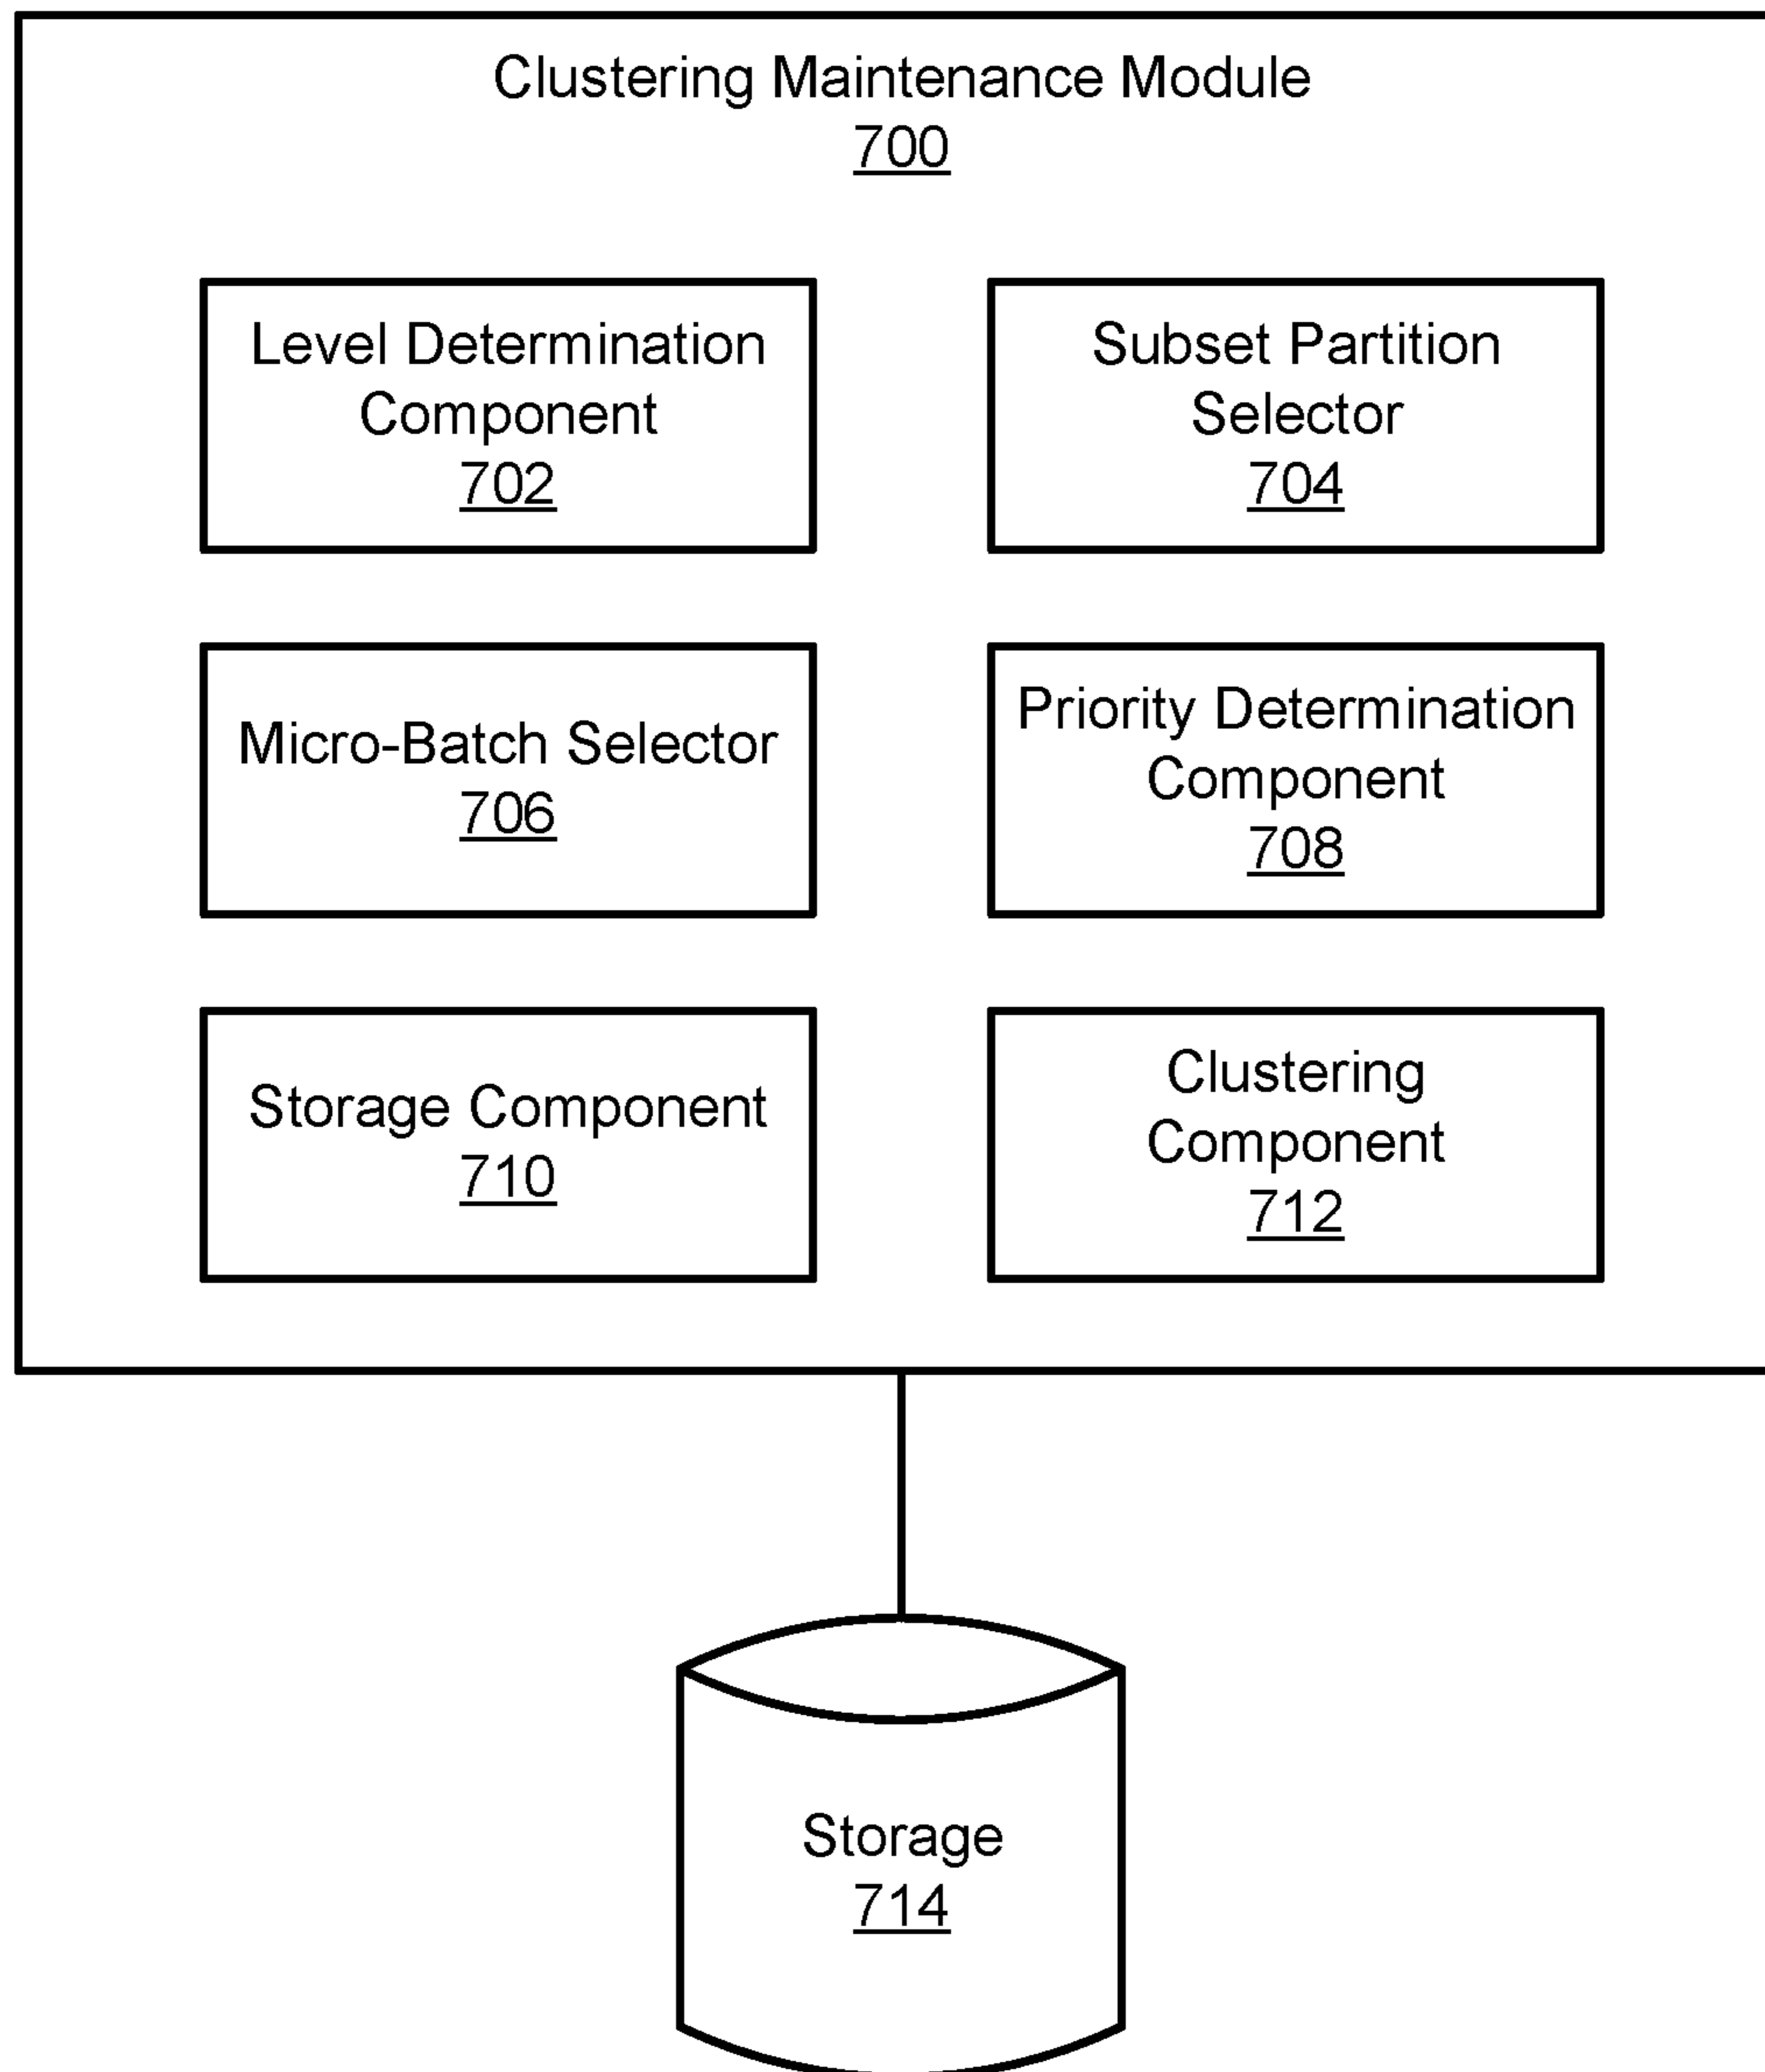 Clustering Maintenance Module
700
Level Determination
Component
702
Subset Partition
Selector
704
Micro-Batch Selector
706
Priority Determination
Component
708
Storage Component
710
Clustering
Component
712
Storage
714